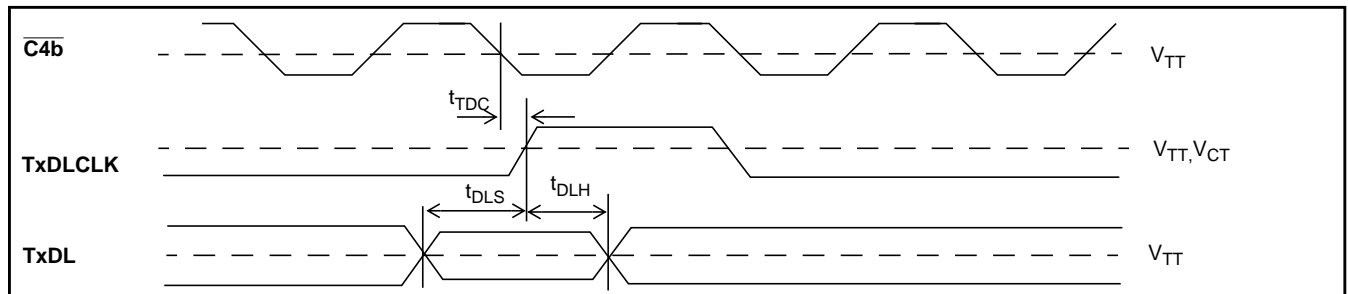 C4b
V_TT
t_TDC
TxDLCLK
V_TT,V_CT
t_DLS
t_DLH
TxDL
V_TT